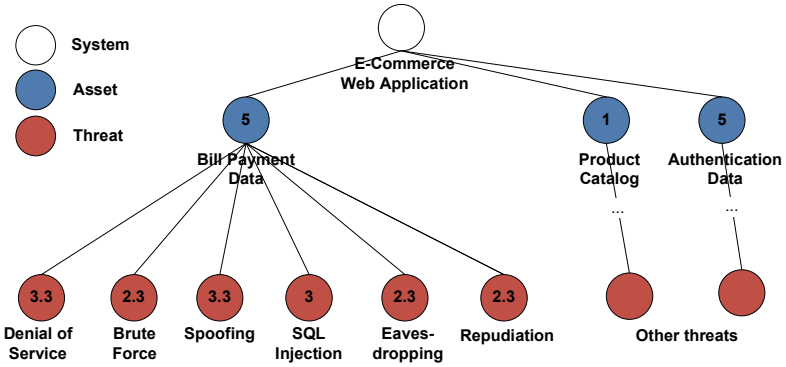 System
Asset
Threat
E-Commerce
Web Application
5
1
5
Bill Payment
Data
Product
Catalog
Authentication
Data
...
...
3.3
2.3
3.3
3
2.3
2.3
Denial of
Service
Brute
Force
Spoofing
SQL
Injection
Eaves-
dropping
Repudiation
Other threats